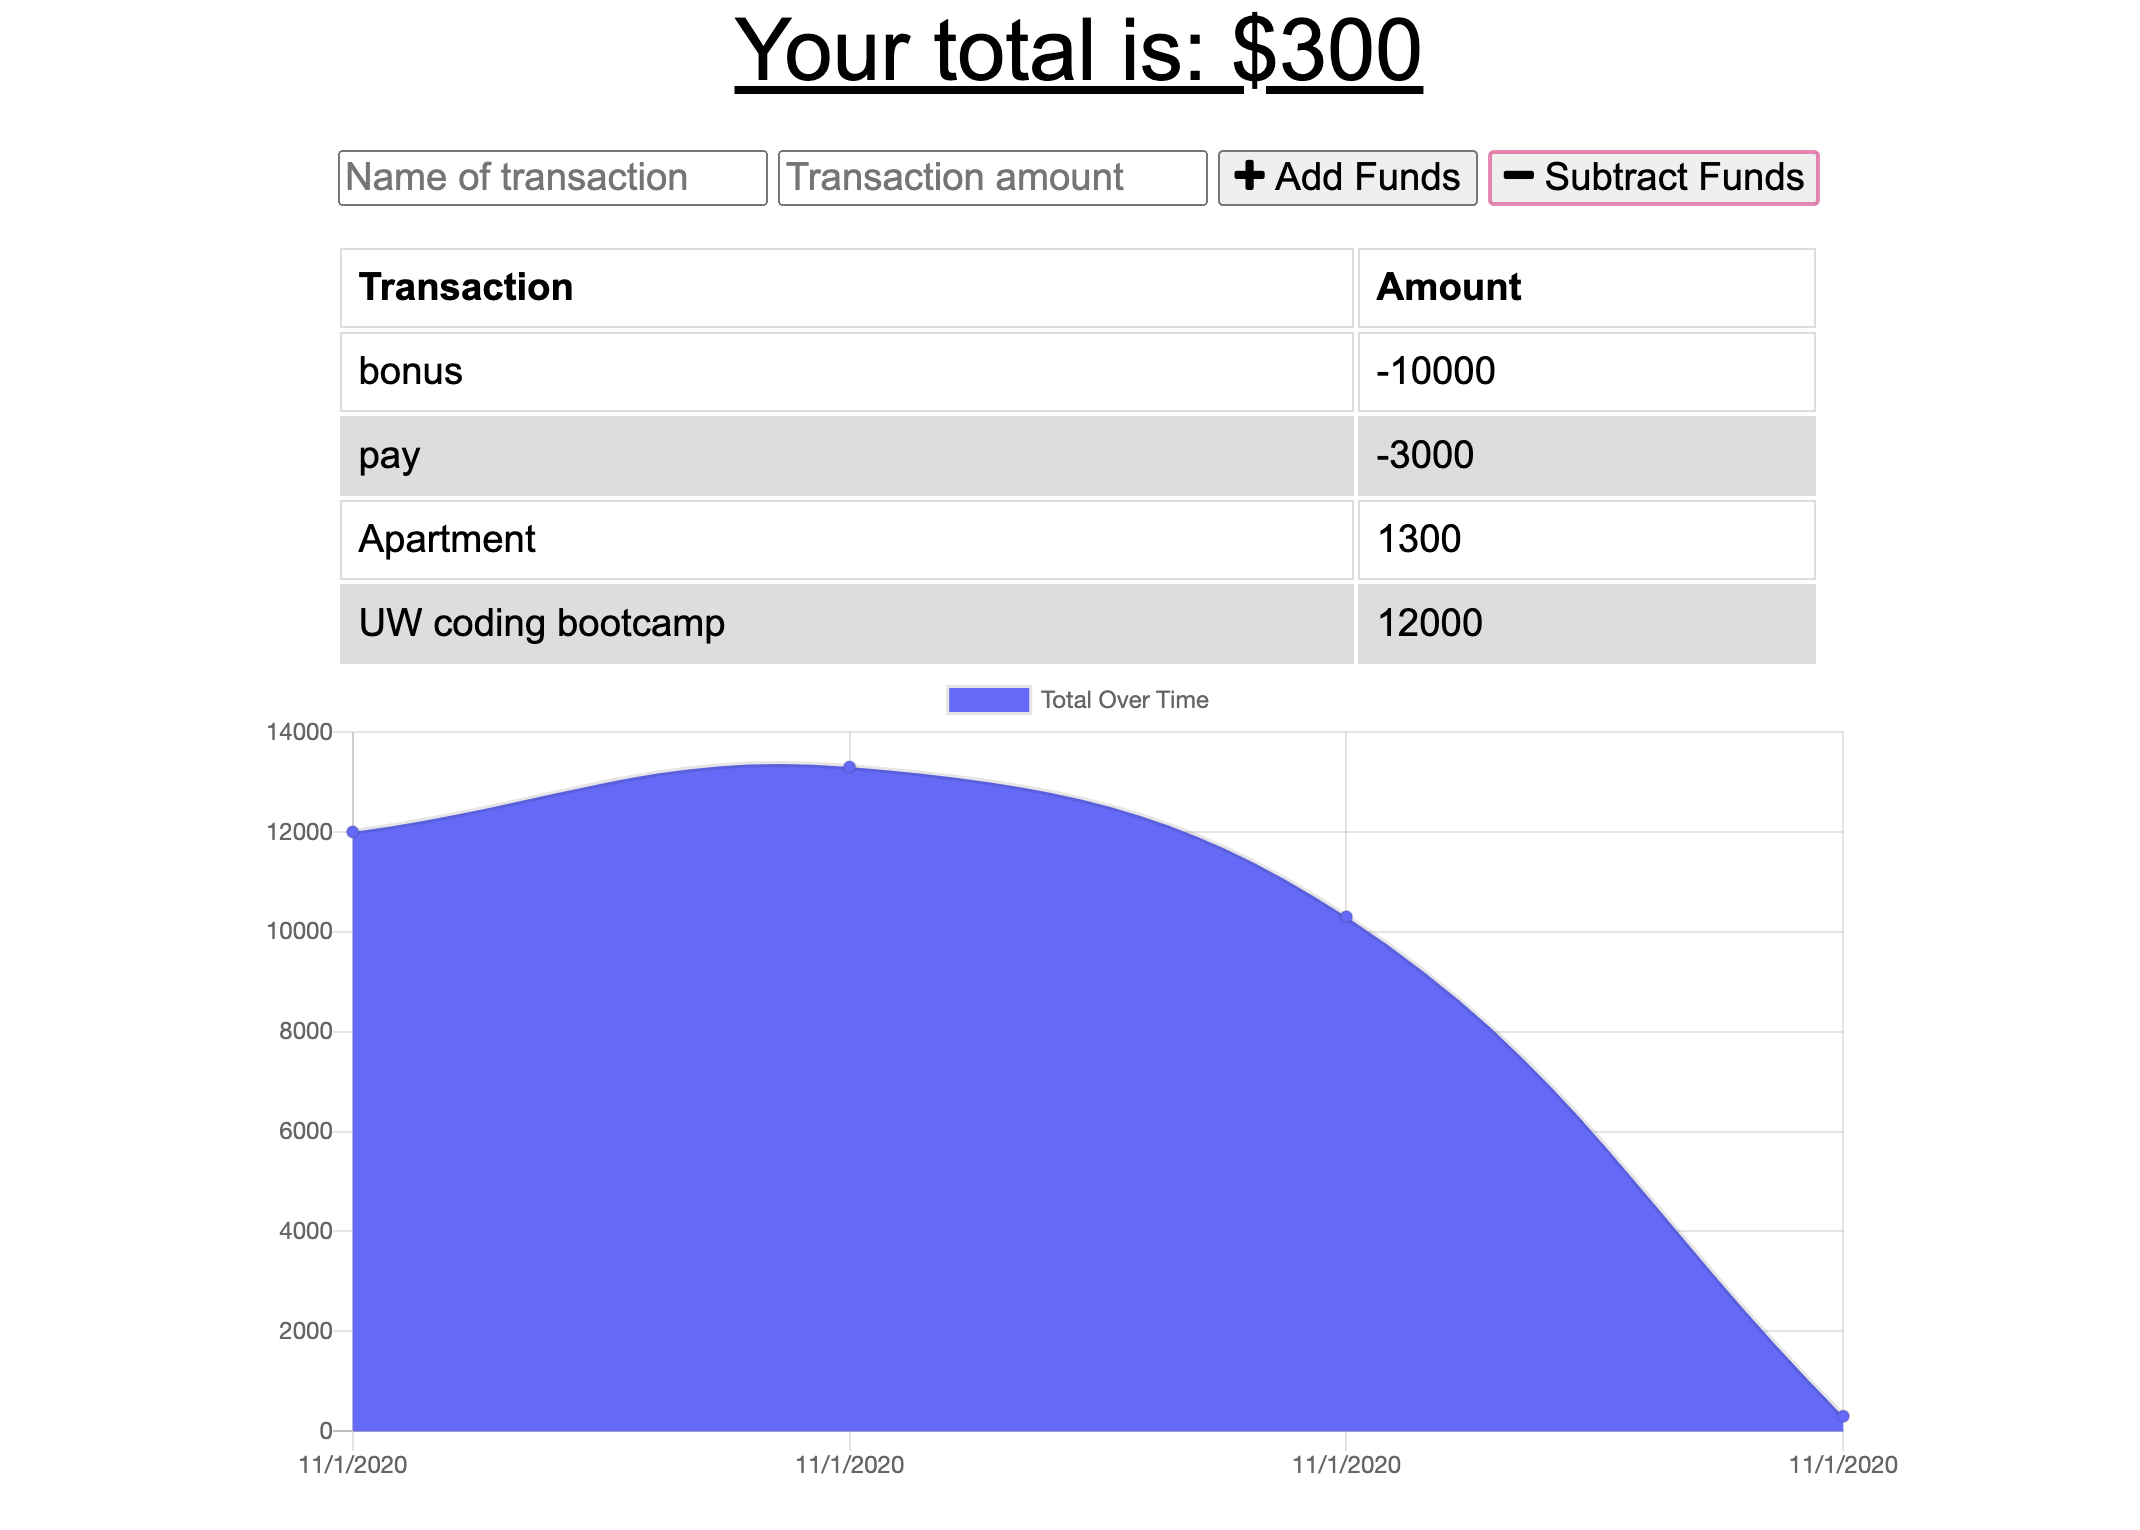 Your total is: $300
Name of transaction Transaction amount + Add Funds − Subtract Funds
Transaction Amount
bonus -10000
pay -3000
Apartment 1300
UW coding bootcamp 12000
Total Over Time
14000
12000
10000
8000
6000
4000
2000
0
11/1/2020 11/1/2020 11/1/2020 11/1/2020